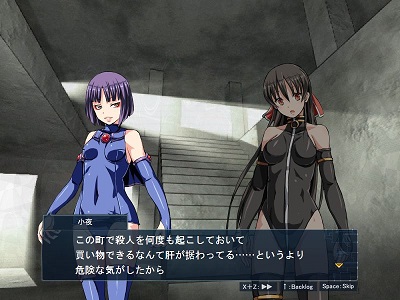 小夜
この町で殺人を何度も起こしておいて
買い物できるなんて肝が据わってる……というより
危険な気がしたから
X+Z：▶▶ ↑：Backlog Space：Skip